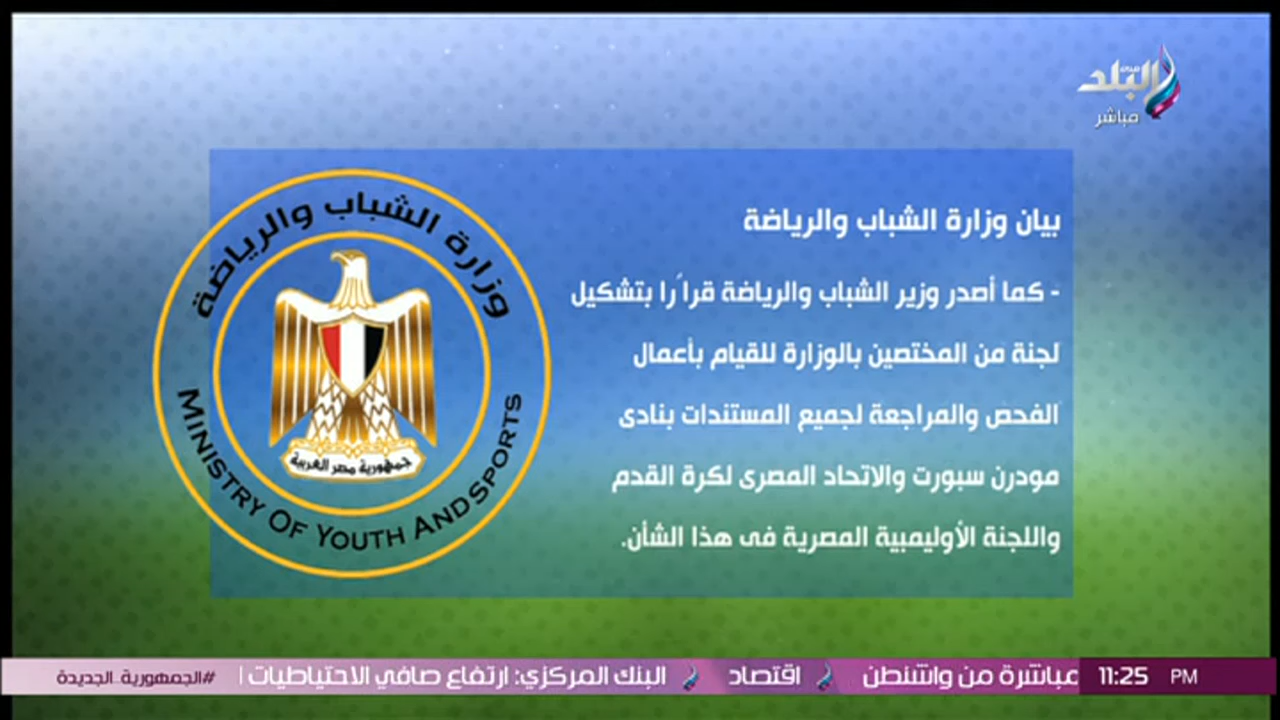 صدى البلد
مباشر
بيان وزارة الشباب والرياضة
- كما أصدر وزير الشباب والرياضة قرا ًرا بتشكيل
لجنة من المختصين بالوزارة للقيام بأعمال
الفحص والمراجعة لجميع المستندات بنادى
مودرن سبورت والاتحاد المصرى لكرة القدم
واللجنة الأوليمبية المصرية فى هذا الشأن.
وزارة الشباب والرياضة
جمهورية مصر العربية
MINISTRY OF YOUTH AND SPORTS
11:25 PM
مباشرة من واشنطن اقتصاد البنك المركزي: ارتفاع صافي الاحتياطيات ا
#الجمهورية_الجديدة